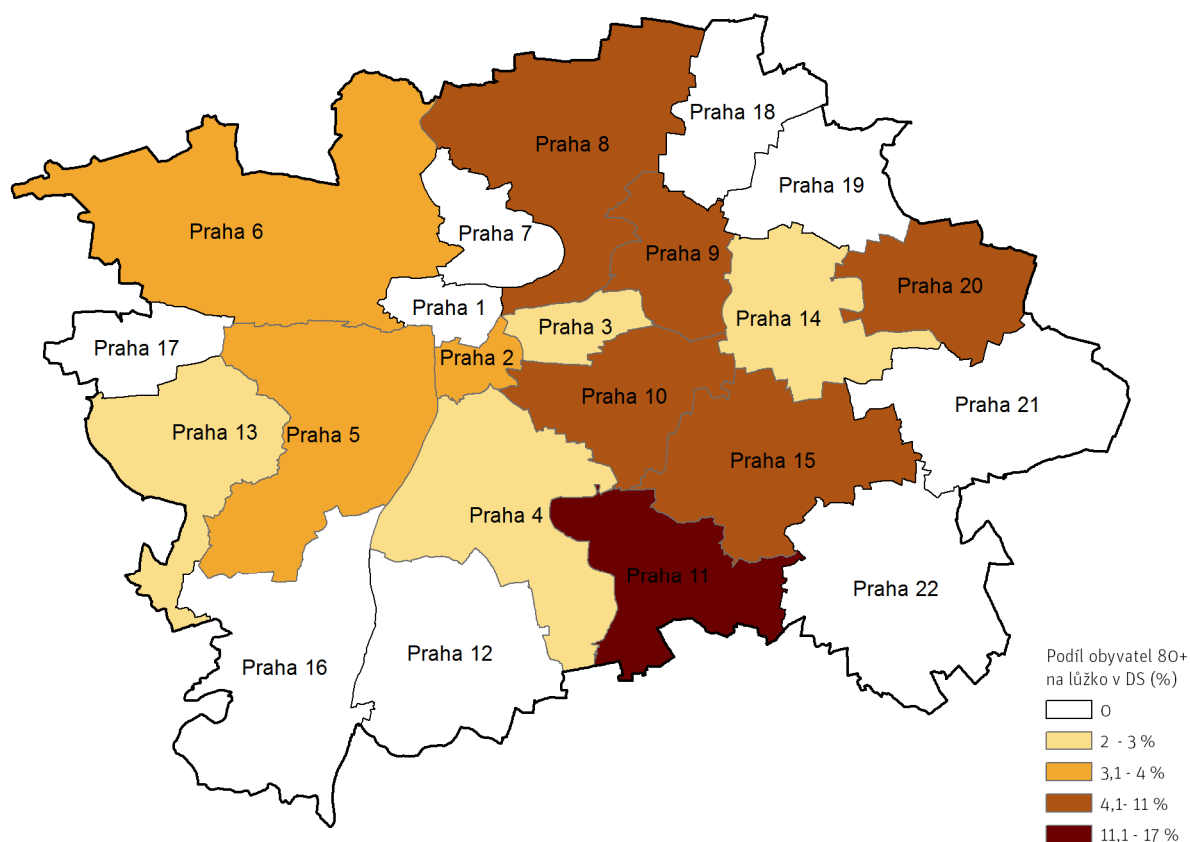 Praha 18
Praha 8
Praha 19
Praha 6
Praha 7
Praha 9
Praha 20
Praha 1
Praha 3
Praha 14
Praha 17
Praha 2
Praha 10
Praha 21
Praha 13
Praha 5
Praha 15
Praha 4
Praha 11
Praha 22
Praha 12
Praha 16
Podíl obyvatel 80+
na lůžko v DS (%)
0
2 - 3 %
3,1 - 4 %
4,1- 11 %
11,1 - 17 %